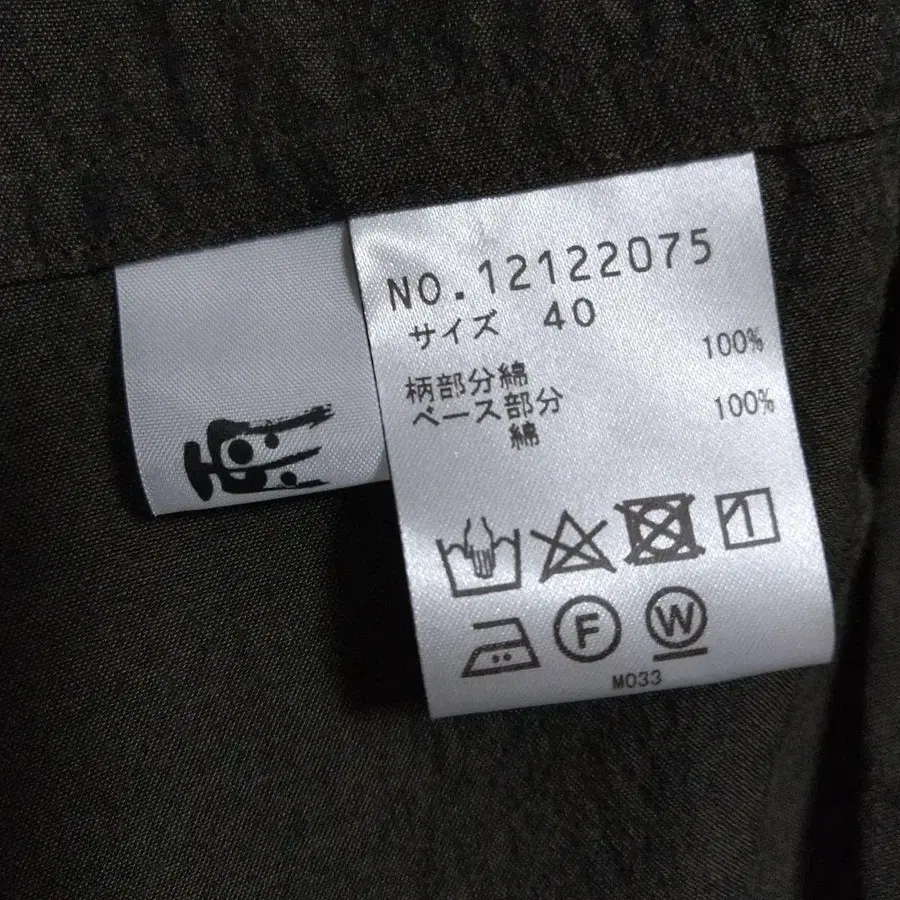 NO.12122075
サイズ 40
柄部分綿 100%
ベース部分
綿 100%
F W
M033